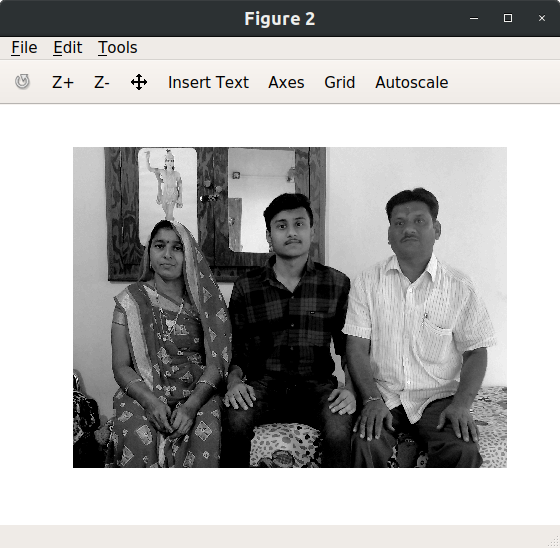 Figure 2
File Edit Tools
Z+ Z- Insert Text Axes Grid Autoscale